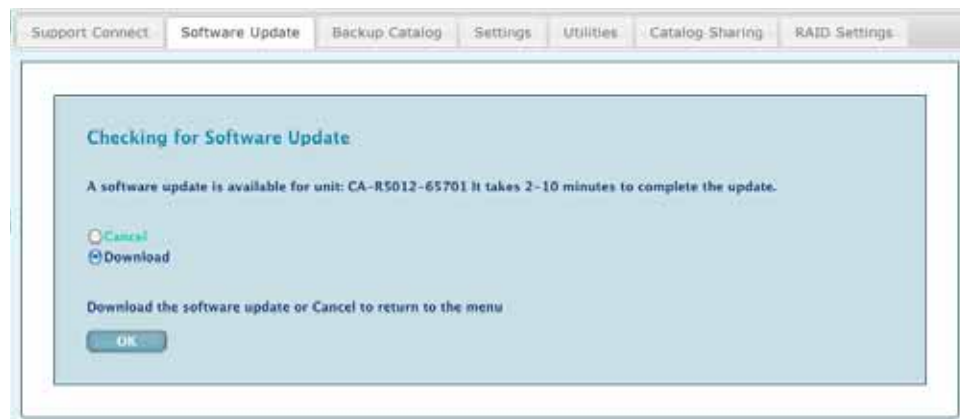 Support Connect Software Update Backup Catalog Settings Utilities Catalog Sharing RAID Settings
Checking for Software Update
A software update is available for unit: CA-R5012-65701 It takes 2-10 minutes to complete the update.
Cancel
Download
Download the software update or Cancel to return to the menu
OK